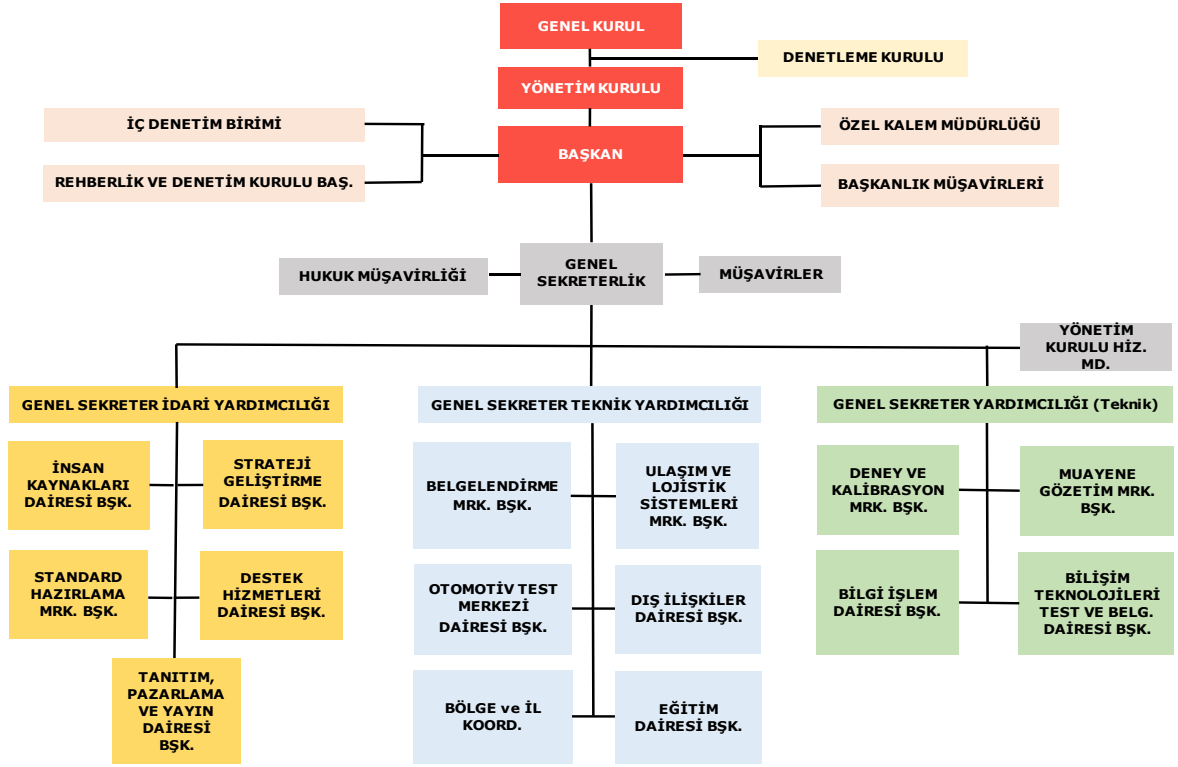 GENEL KURUL
DENETLEME KURULU
YÖNETİM KURULU
İÇ DENETİM BİRİMİ
ÖZEL KALEM MÜDÜRLÜĞÜ
BAŞKAN
REHBERLİK VE DENETİM KURULU BAŞ.
BAŞKANLIK MÜŞAVİRLERİ
HUKUK MÜŞAVİRLİĞİ
GENEL
SEKRETERLİK
MÜŞAVİRLER
YÖNETİM
KURULU HİZ.
MD.
GENEL SEKRETER İDARİ YARDIMCILIĞI
GENEL SEKRETER TEKNİK YARDIMCILIĞI
GENEL SEKRETER YARDIMCILIĞI (Teknik)
İNSAN
KAYNAKLARI
DAİRESİ BŞK.
STRATEJİ
GELİŞTİRME
DAİRESİ BŞK.
BELGELENDİRME
MRK. BŞK.
ULAŞIM VE
LOJİSTİK
SİSTEMLERİ
MRK. BŞK.
DENEY VE
KALİBRASYON
MRK. BŞK.
MUAYENE
GÖZETİM MRK.
BŞK.
STANDARD
HAZIRLAMA
MRK. BŞK.
DESTEK
HİZMETLERİ
DAİRESİ BŞK.
OTOMOTİV TEST
MERKEZİ
DAİRESİ BŞK.
DIŞ İLİŞKİLER
DAİRESİ BŞK.
BİLGİ İŞLEM
DAİRESİ BŞK.
BİLİŞİM
TEKNOLOJİLERİ
TEST VE BELG.
DAİRESİ BŞK.
TANITIM,
PAZARLAMA
VE YAYIN
DAİRESİ
BŞK.
BÖLGE ve İL
KOORD.
EĞİTİM
DAİRESİ BŞK.